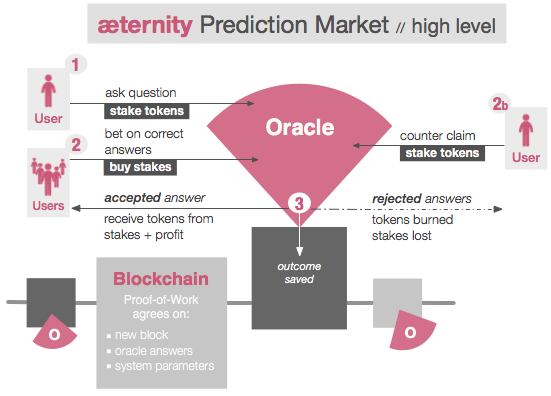 æternity Prediction Market // high level
1
User
ask question
stake tokens
2
Users
bet on correct
answers
buy stakes
Oracle
2b
User
counter claim
stake tokens
accepted answer
receive tokens from
stakes + profit
3
rejected answers
tokens burned
stakes lost
outcome
saved
Blockchain
Proof-of-Work
agrees on:
▪ new block
▪ oracle answers
▪ system parameters
O
O